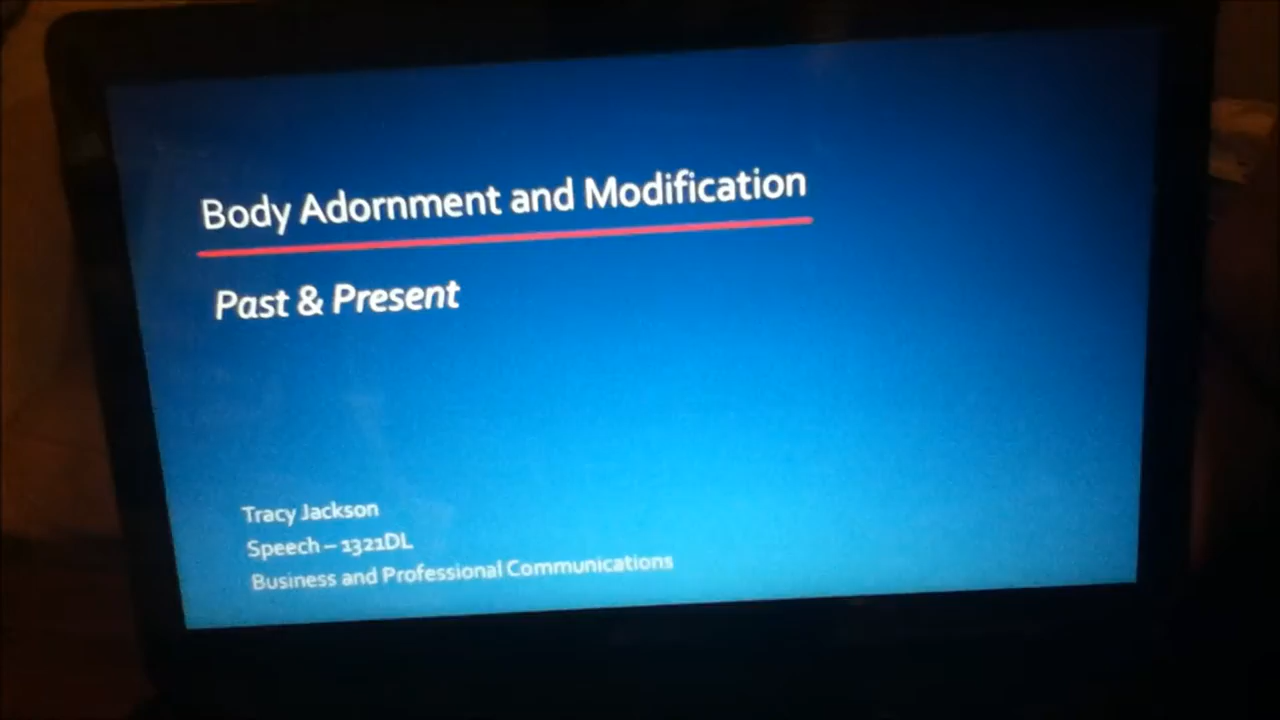 Body Adornment and Modification
Past & Present
Tracy Jackson
Speech – 1321DL
Business and Professional Communications